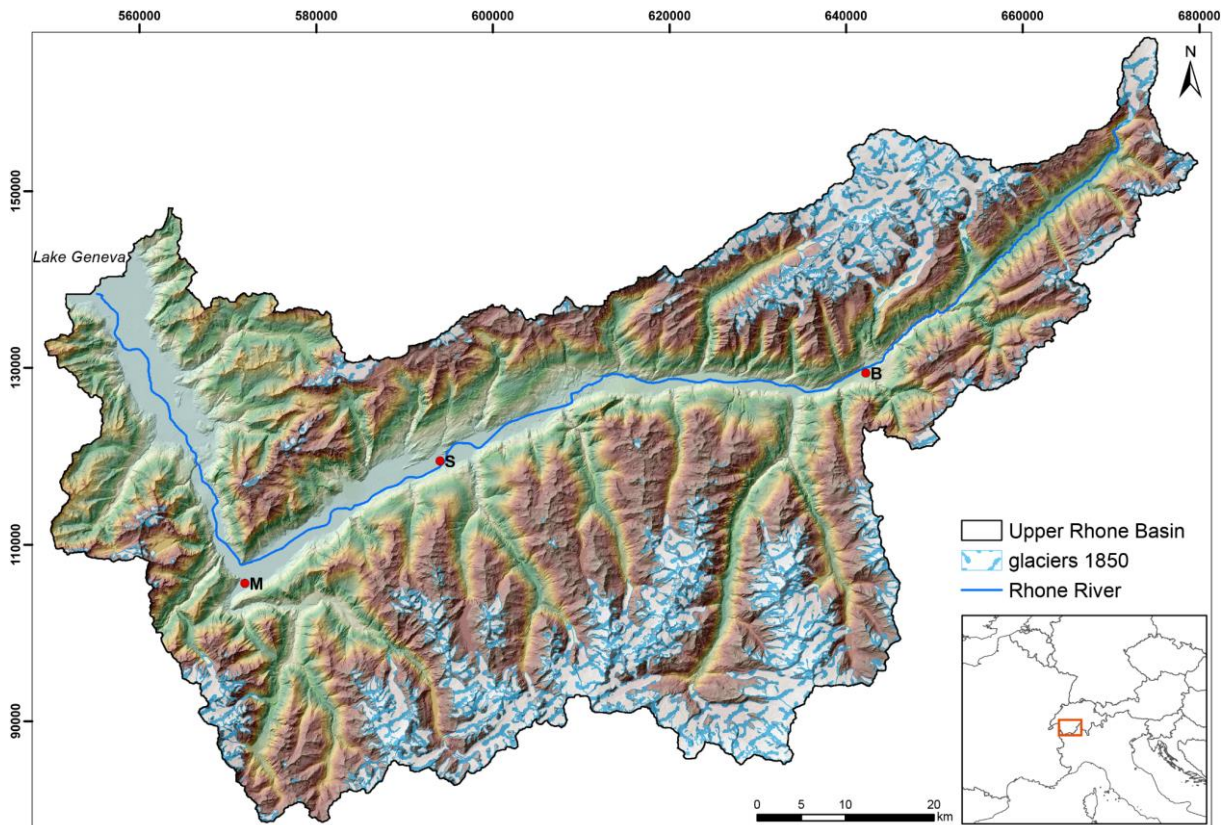 560000 580000 600000 620000 640000 660000 680000
N
150000
Lake Geneva
130000
B
S
110000
M
90000
Upper Rhone Basin
glaciers 1850
Rhone River
0 5 10 20
km